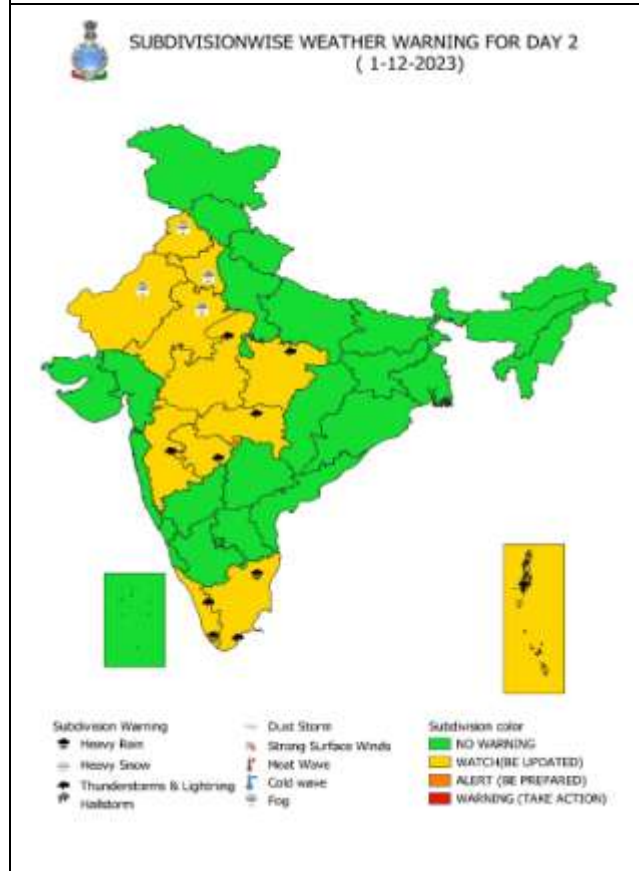 SUBDIVISIONWISE WEATHER WARNING FOR DAY 2
( 1-12-2023)
Subdivision Warning
Heavy Rain
Heavy Snow
Thunderstorms & Lightning
Hailstorm
Dust Storm
Strong Surface Winds
Heat Wave
Cold wave
Fog
Subdivision color
NO WARNING
WATCH(BE UPDATED)
ALERT (BE PREPARED)
WARNING (TAKE ACTION)